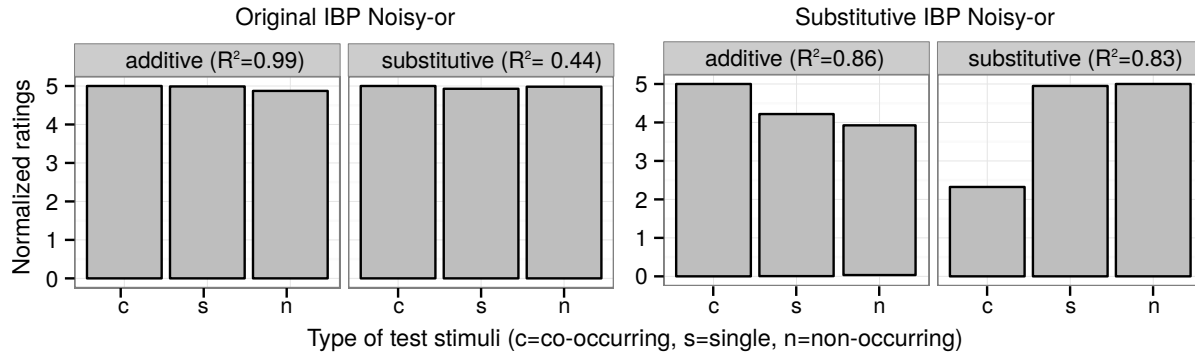 Original IBP Noisy-or
Substitutive IBP Noisy-or
additive (R²=0.99)
substitutive (R²= 0.44)
additive (R²=0.86)
substitutive (R²=0.83)
Normalized ratings
5
4
3
2
1
0
5
4
3
2
1
0
c s n
c s n
c s n
c s n
Type of test stimuli (c=co-occurring, s=single, n=non-occurring)